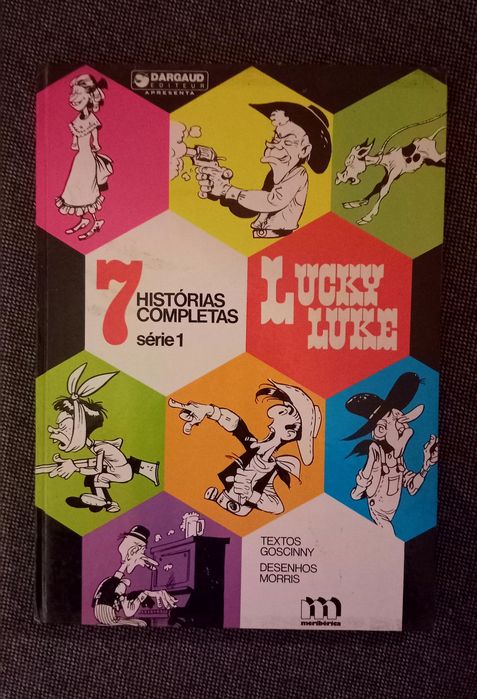 DARGAUD
EDITEUR
APRESENTA
7 HISTÓRIAS
COMPLETAS
série 1
LUCKY
LUKE
TEXTOS
GOSCINNY
DESENHOS
MORRIS
m
meribérica